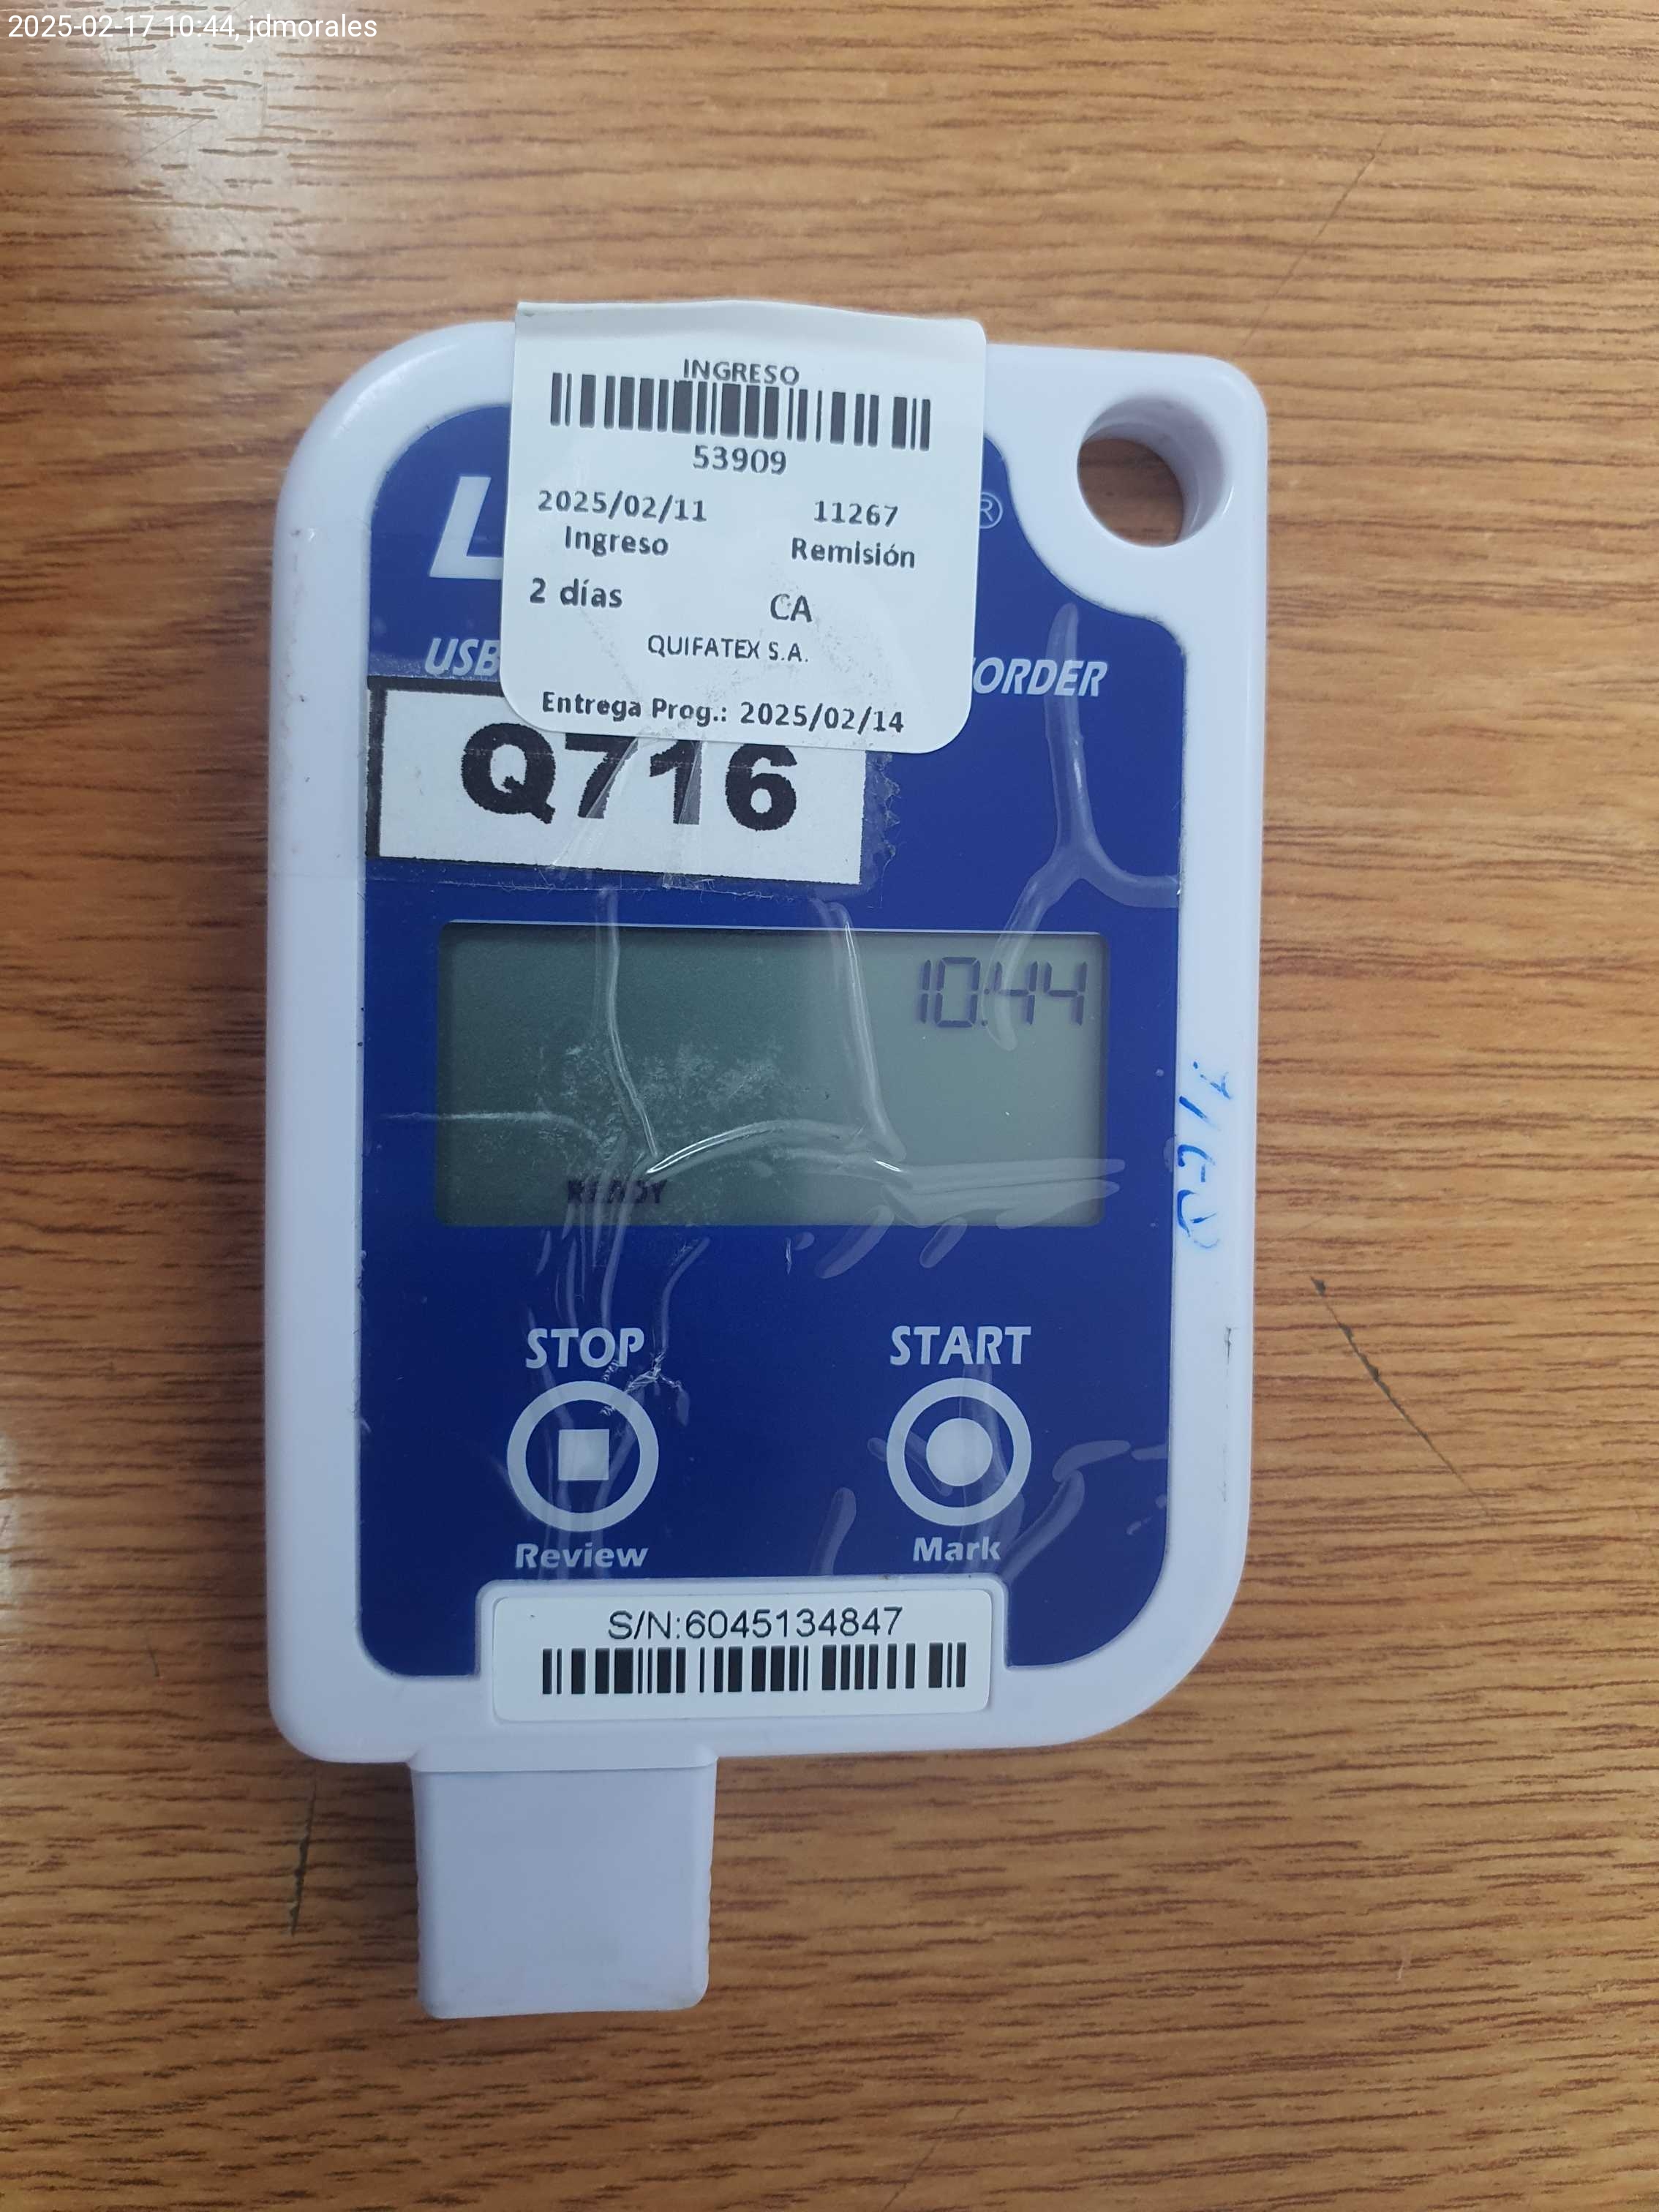 2025-02-17 10:44, jdmorales
INGRESO
53909
2025/02/11 11267
Ingreso Remisión
2 días CA
QUIFATEX S.A.
Entrega Prog.: 2025/02/14
®
USB
Q716
10:44
READY
STOP START
Review Mark
S/N:6045134847